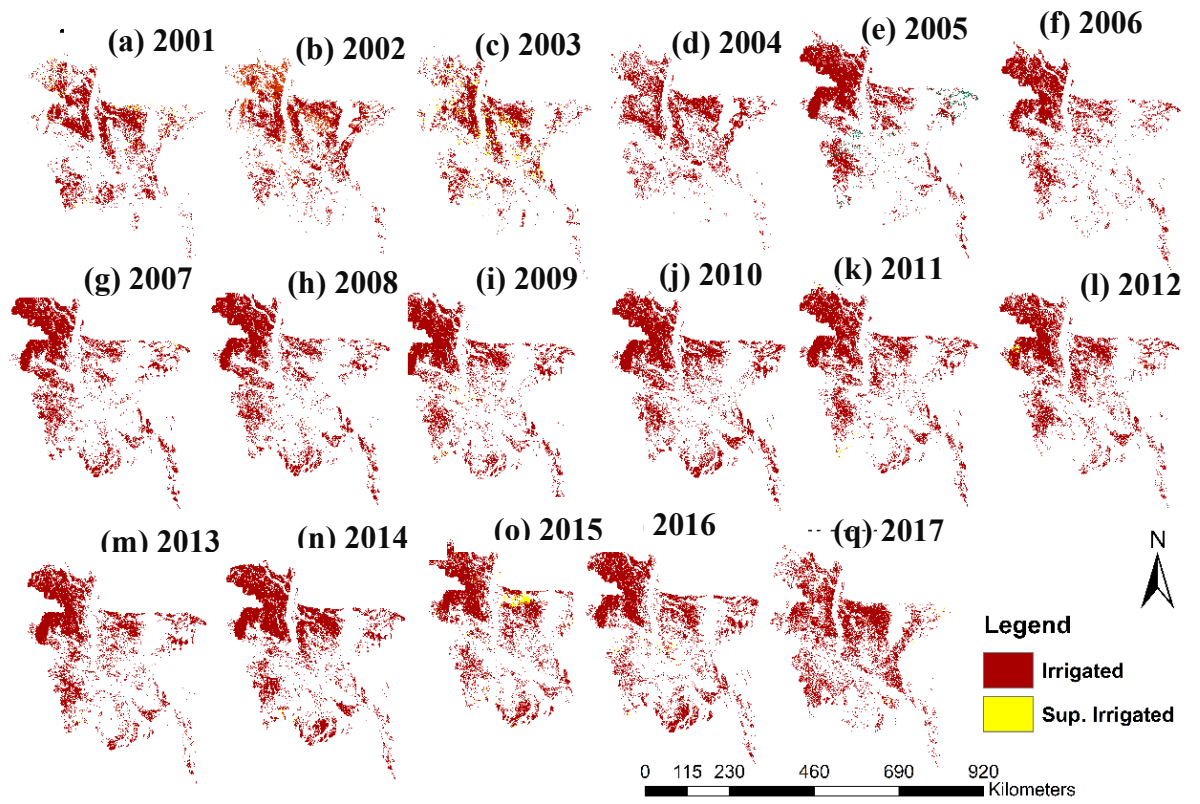 (a) 2001
(b) 2002
(c) 2003
(d) 2004
(e) 2005
(f) 2006
(g) 2007
(h) 2008
(i) 2009
(j) 2010
(k) 2011
(l) 2012
(m) 2013
(n) 2014
(o) 2015
2016
(q) 2017
N
Legend
Irrigated
Sup. Irrigated
0 115 230 460 690 920
Kilometers